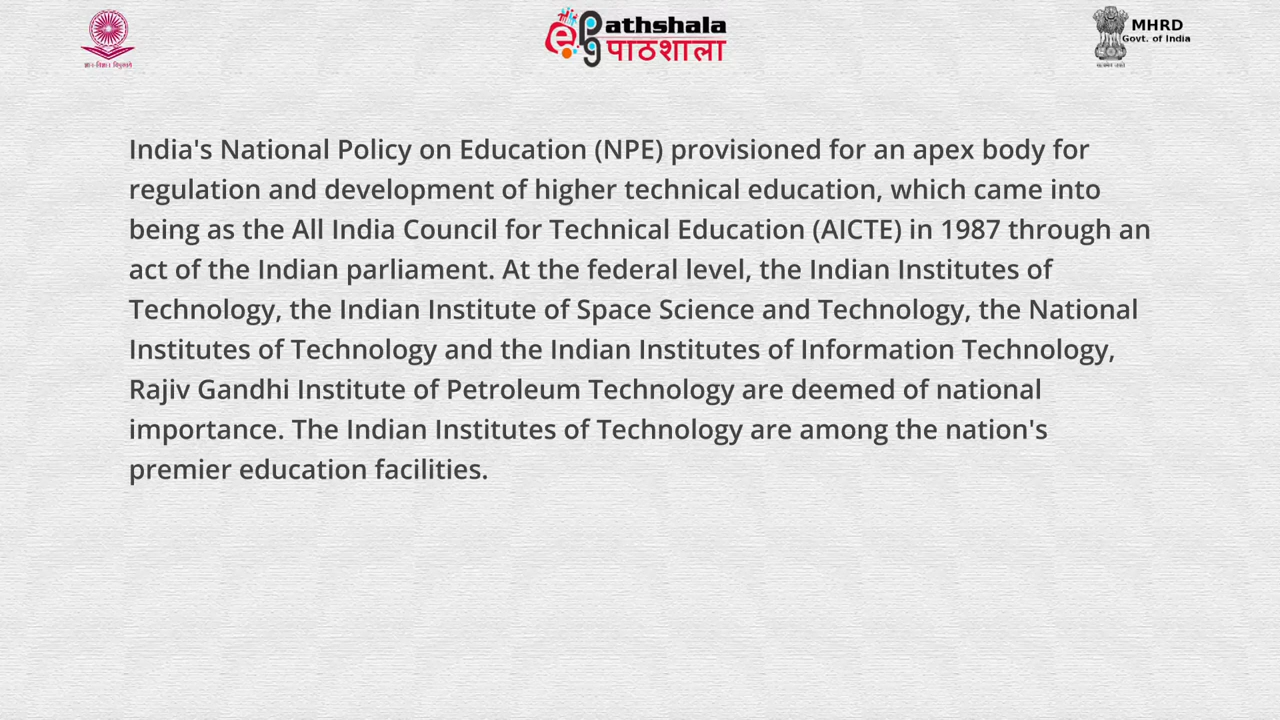 ePG athshala
पाठशाला
MHRD
Govt. of India
India's National Policy on Education (NPE) provisioned for an apex body for
regulation and development of higher technical education, which came into
being as the All India Council for Technical Education (AICTE) in 1987 through an
act of the Indian parliament. At the federal level, the Indian Institutes of
Technology, the Indian Institute of Space Science and Technology, the National
Institutes of Technology and the Indian Institutes of Information Technology,
Rajiv Gandhi Institute of Petroleum Technology are deemed of national
importance. The Indian Institutes of Technology are among the nation's
premier education facilities.